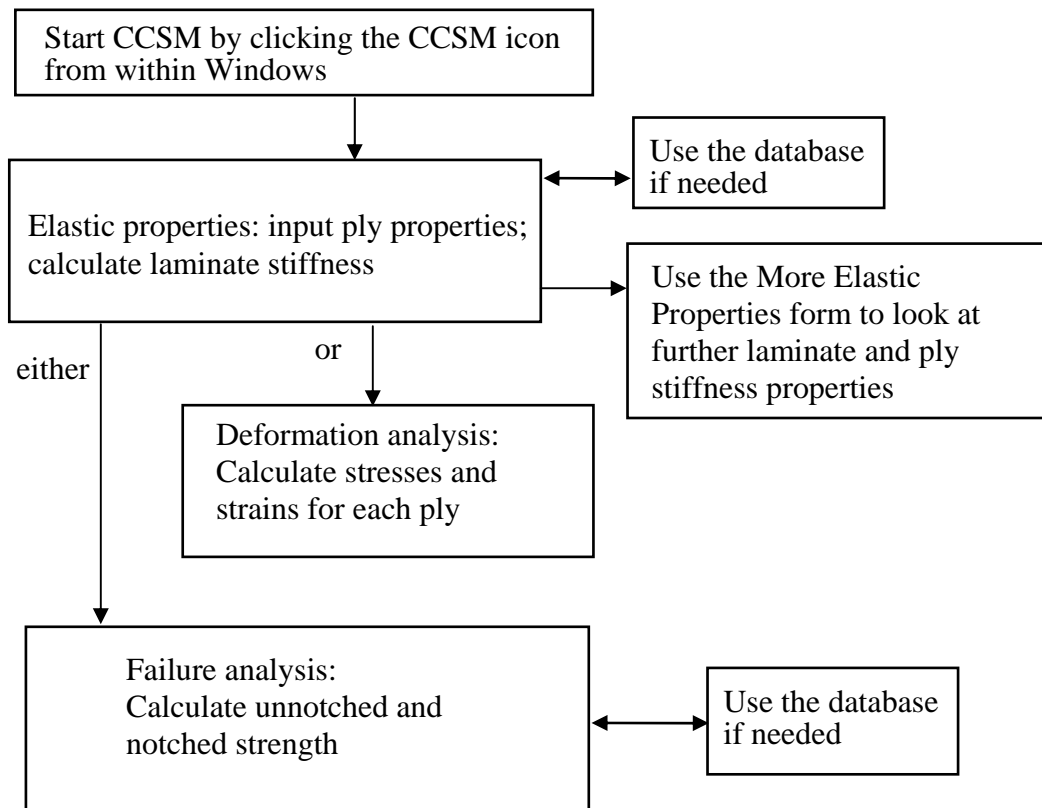 Start CCSM by clicking the CCSM icon
from within Windows
Use the database
if needed
Elastic properties: input ply properties;
calculate laminate stiffness
Use the More Elastic
Properties form to look at
further laminate and ply
stiffness properties
either
or
Deformation analysis:
Calculate stresses and
strains for each ply
Failure analysis:
Calculate unnotched and
notched strength
Use the database
if needed